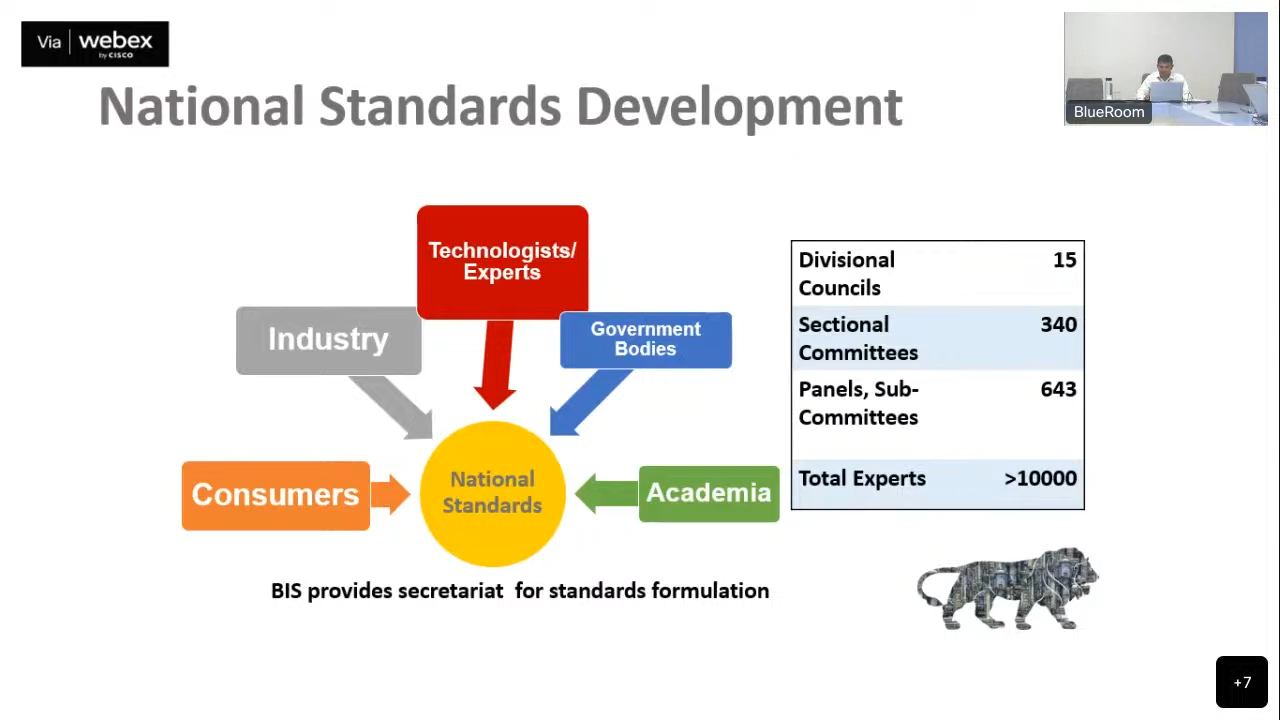 Via webex
by CISCO
BlueRoom
National Standards Development
Technologists/
Experts
Industry
Government
Bodies
Consumers
National
Standards
Academia
BIS provides secretariat for standards formulation
Divisional 15
Councils
Sectional 340
Committees
Panels, Sub- 643
Committees
Total Experts >10000
+7